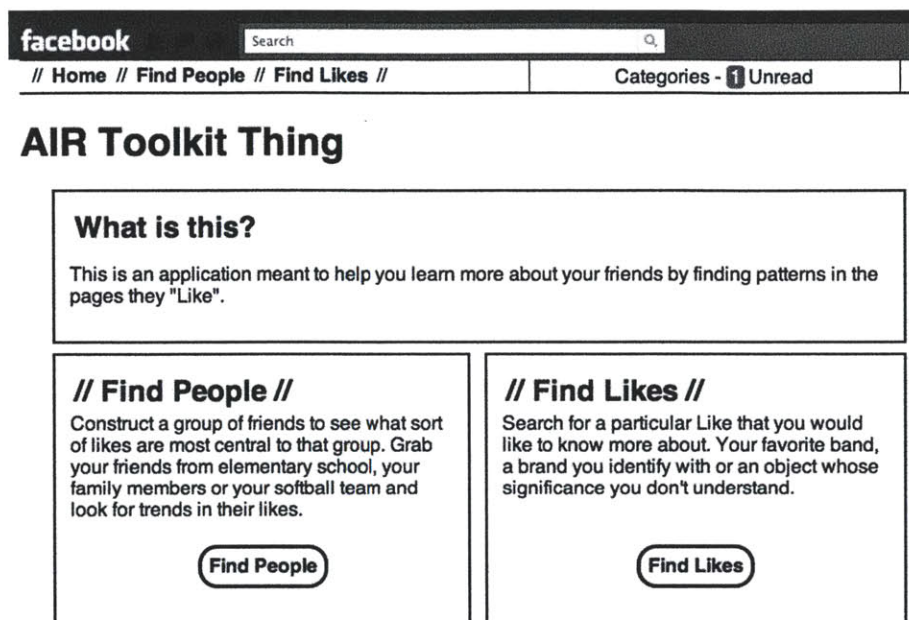 facebook
Search
// Home // Find People // Find Likes //
Categories - 1 Unread
AIR Toolkit Thing
What is this?
This is an application meant to help you learn more about your friends by finding patterns in the
pages they "Like".
// Find People //
Construct a group of friends to see what sort
of likes are most central to that group. Grab
your friends from elementary school, your
family members or your softball team and
look for trends in their likes.
Find People
// Find Likes //
Search for a particular Like that you would
like to know more about. Your favorite band,
a brand you identify with or an object whose
significance you don't understand.
Find Likes